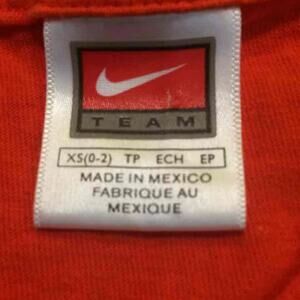 TEAM
XS(0-2) TP ECH EP
MADE IN MEXICO
FABRIQUE AU
MEXIQUE